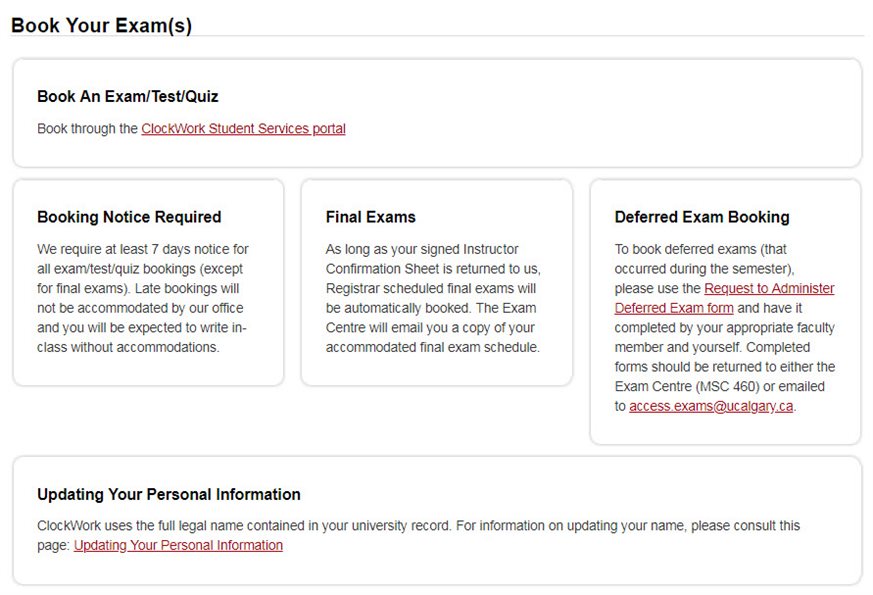 Book Your Exam(s)
Book An Exam/Test/Quiz
Book through the ClockWork Student Services portal
Booking Notice Required
We require at least 7 days notice for
all exam/test/quiz bookings (except
for final exams). Late bookings will
not be accommodated by our office
and you will be expected to write in-
class without accommodations.
Final Exams
As long as your signed Instructor
Confirmation Sheet is returned to us,
Registrar scheduled final exams will
be automatically booked. The Exam
Centre will email you a copy of your
accommodated final exam schedule.
Deferred Exam Booking
To book deferred exams (that
occurred during the semester),
please use the Request to Administer
Deferred Exam form and have it
completed by your appropriate faculty
member and yourself. Completed
forms should be returned to either the
Exam Centre (MSC 460) or emailed
to access.exams@ucalgary.ca.
Updating Your Personal Information
ClockWork uses the full legal name contained in your university record. For information on updating your name, please consult this
page: Updating Your Personal Information